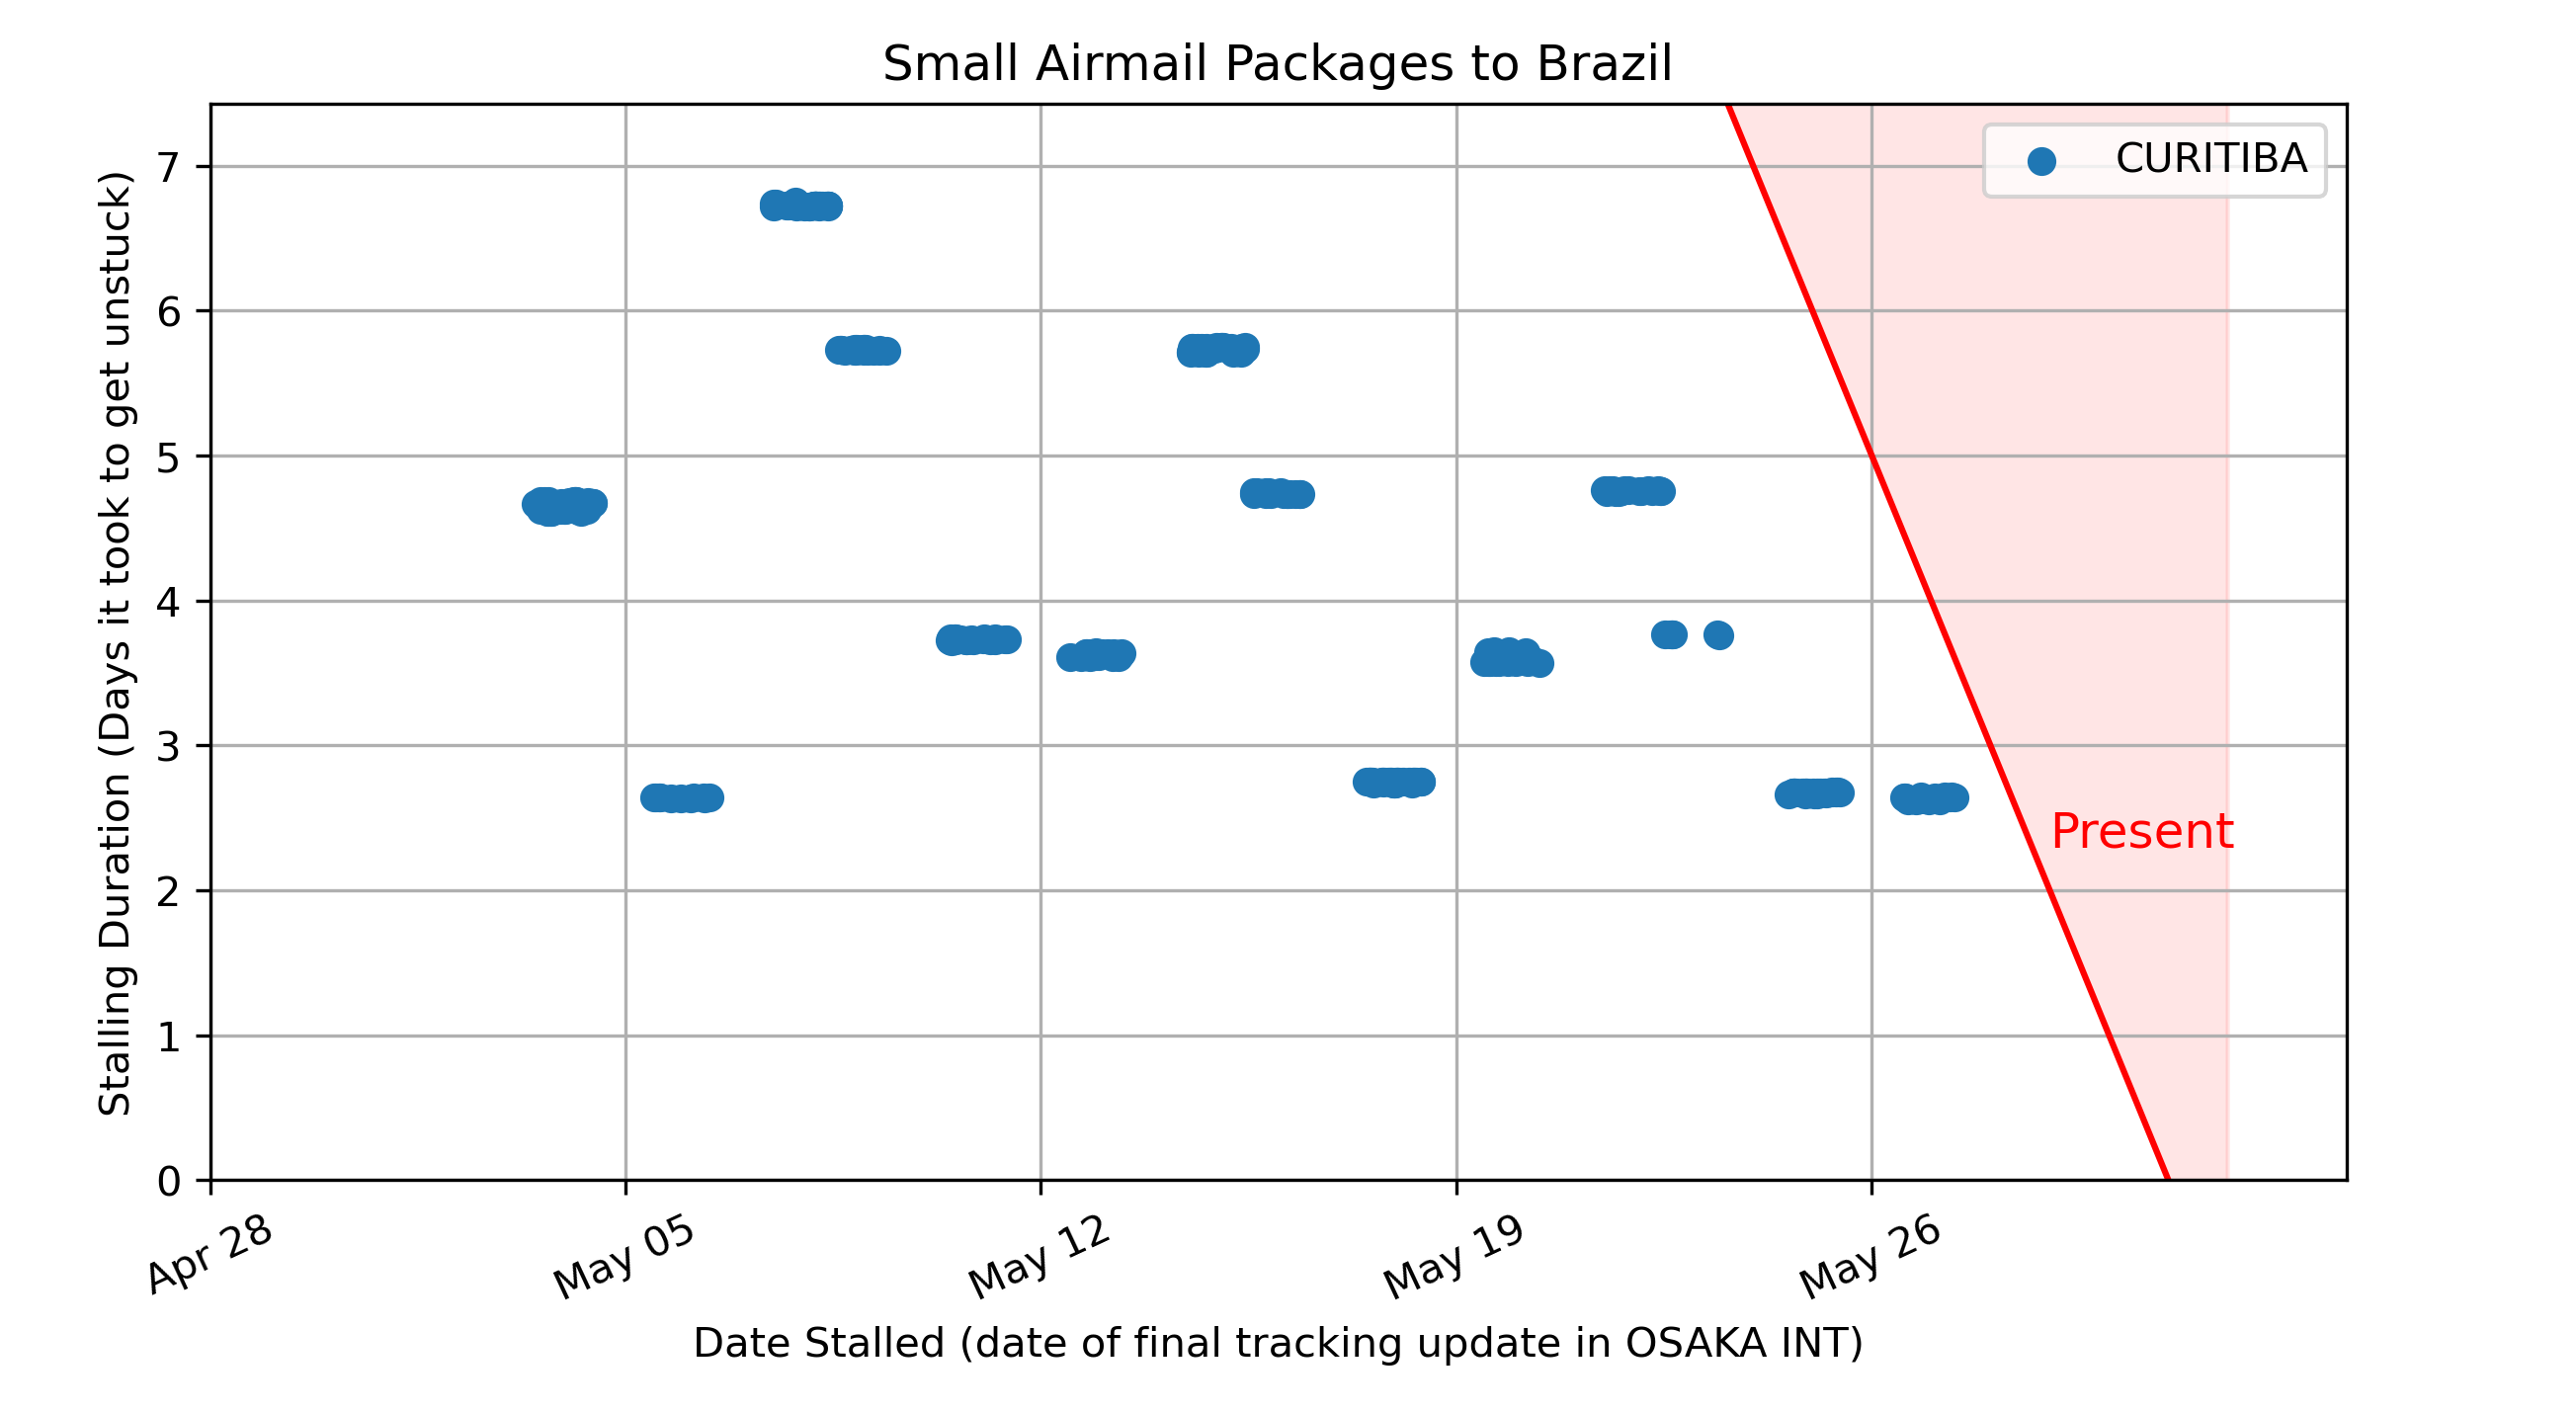 Small Airmail Packages to Brazil
CURITIBA
Stalling Duration (Days it took to get unstuck)
7
6
5
4
3
2
1
0
Present
Apr 28
May 05
May 12
May 19
May 26
Date Stalled (date of final tracking update in OSAKA INT)